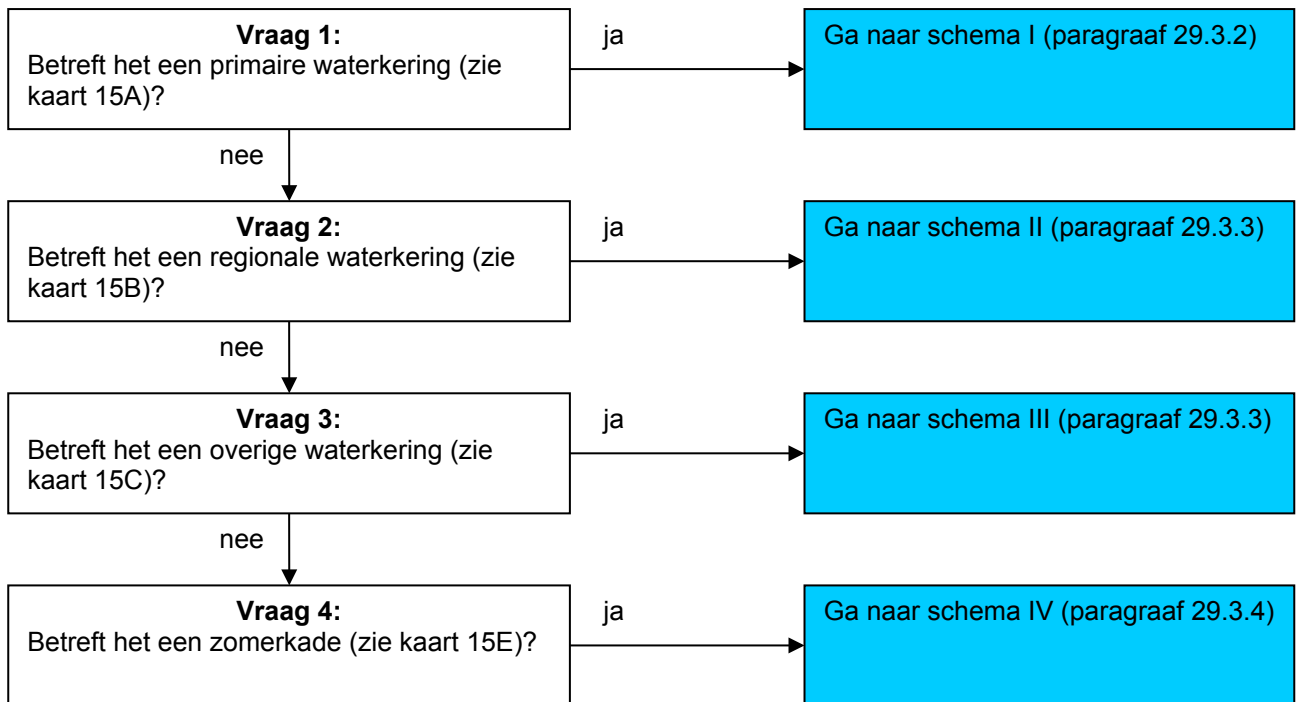 Vraag 1:
Betreft het een primaire waterkering (zie
kaart 15A)?
ja
Ga naar schema I (paragraaf 29.3.2)
nee
Vraag 2:
Betreft het een regionale waterkering (zie
kaart 15B)?
ja
Ga naar schema II (paragraaf 29.3.3)
nee
Vraag 3:
Betreft het een overige waterkering (zie
kaart 15C)?
ja
Ga naar schema III (paragraaf 29.3.3)
nee
Vraag 4:
Betreft het een zomerkade (zie kaart 15E)?
ja
Ga naar schema IV (paragraaf 29.3.4)